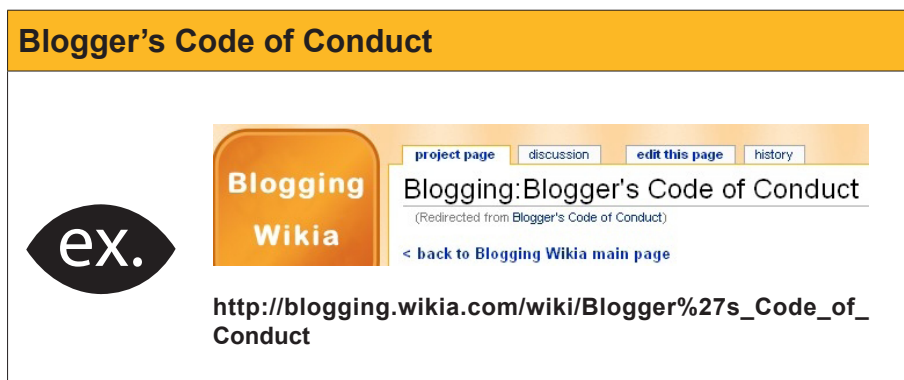 Blogger’s Code of Conduct
project page discussion edit this page history
Blogging
Wikia
Blogging:Blogger's Code of Conduct
(Redirected from Blogger's Code of Conduct)
< back to Blogging Wikia main page
ex.
http://blogging.wikia.com/wiki/Blogger%27s_Code_of_
Conduct